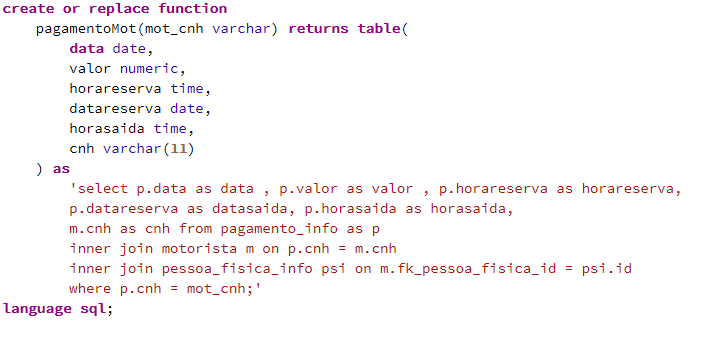 create or replace function
pagamentoMot(mot_cnh varchar) returns table(
data date,
valor numeric,
horareserva time,
datareserva date,
horasaida time,
cnh varchar(11)
) as
'select p.data as data , p.valor as valor , p.horareserva as horareserva,
p.datareserva as datasaida, p.horasaida as horasaida,
m.cnh as cnh from pagamento_info as p
inner join motorista m on p.cnh = m.cnh
inner join pessoa_fisica_info psi on m.fk_pessoa_fisica_id = psi.id
where p.cnh = mot_cnh;'
language sql;